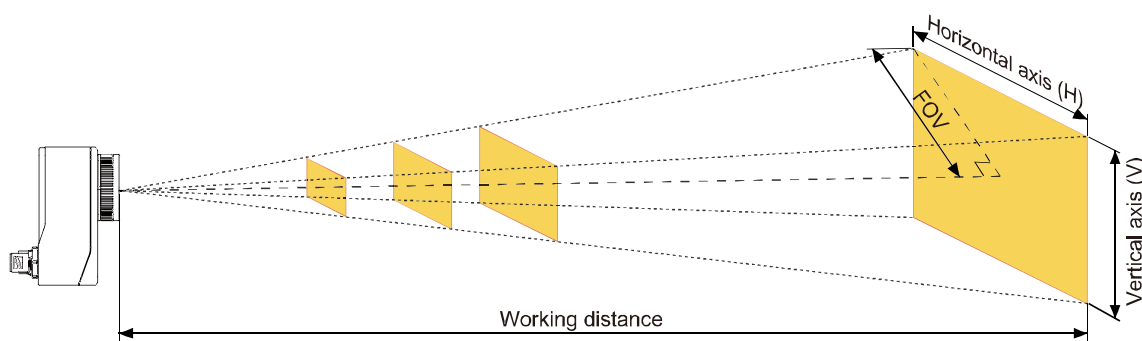 Horizontal axis (H)
FOV
Vertical axis (V)
Working distance